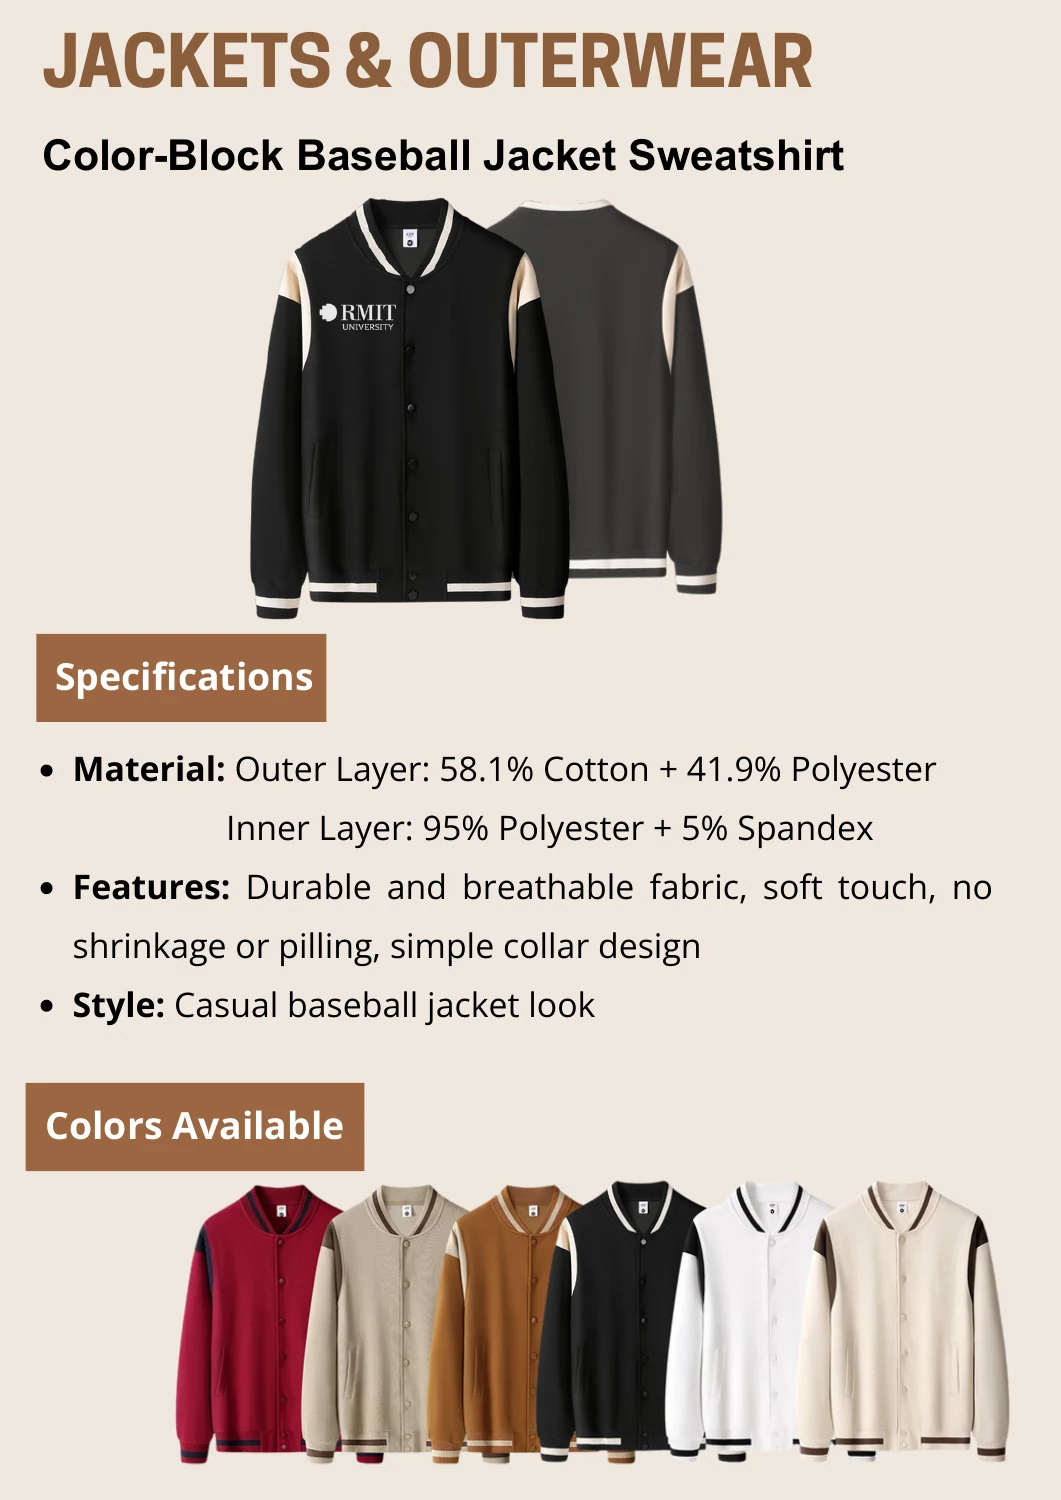 JACKETS & OUTERWEAR
Color-Block Baseball Jacket Sweatshirt
RMIT
UNIVERSITY
Specifications
• Material: Outer Layer: 58.1% Cotton + 41.9% Polyester
Inner Layer: 95% Polyester + 5% Spandex
• Features: Durable and breathable fabric, soft touch, no
shrinkage or pilling, simple collar design
• Style: Casual baseball jacket look
Colors Available